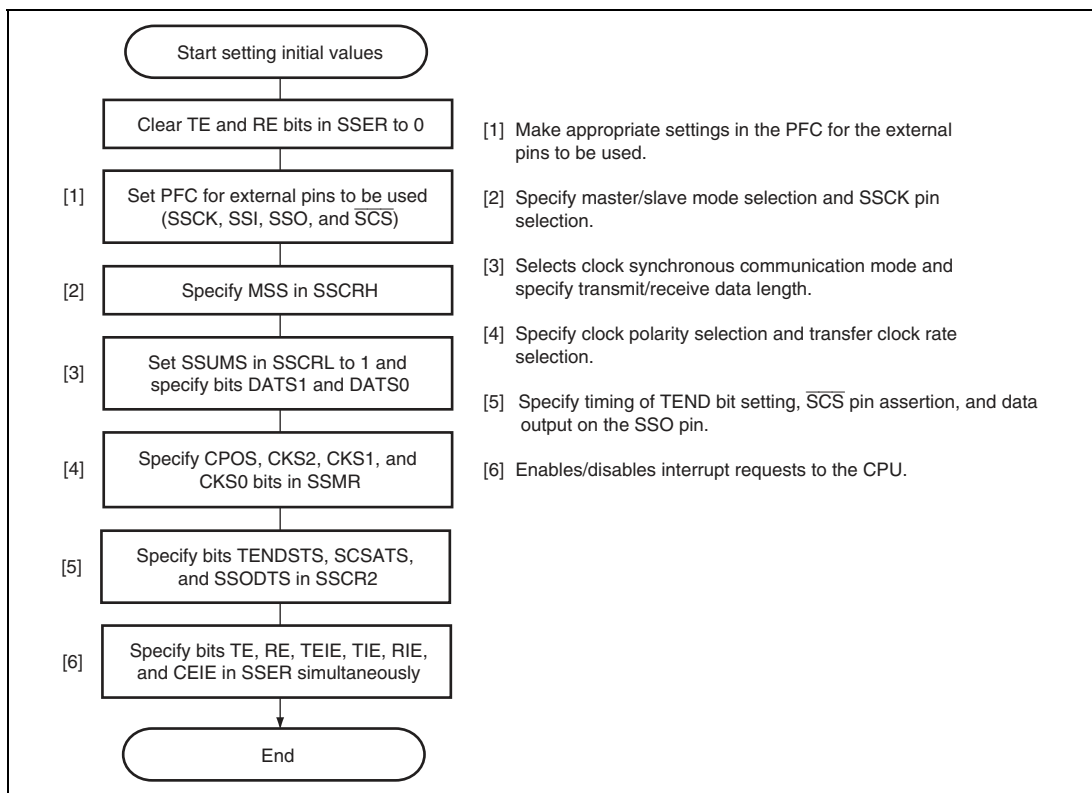 Start setting initial values
Clear TE and RE bits in SSER to 0
[1]
Set PFC for external pins to be used
(SSCK, SSI, SSO, and S̅C̅S̅)
[2]
Specify MSS in SSCRH
[3]
Set SSUMS in SSCRL to 1 and
specify bits DATS1 and DATS0
[4]
Specify CPOS, CKS2, CKS1, and
CKS0 bits in SSMR
[5]
Specify bits TENDSTS, SCSATS,
and SSODTS in SSCR2
[6]
Specify bits TE, RE, TEIE, TIE, RIE,
and CEIE in SSER simultaneously
End
[1] Make appropriate settings in the PFC for the external
pins to be used.
[2] Specify master/slave mode selection and SSCK pin
selection.
[3] Selects clock synchronous communication mode and
specify transmit/receive data length.
[4] Specify clock polarity selection and transfer clock rate
selection.
[5] Specify timing of TEND bit setting, S̅C̅S̅ pin assertion, and data
output on the SSO pin.
[6] Enables/disables interrupt requests to the CPU.